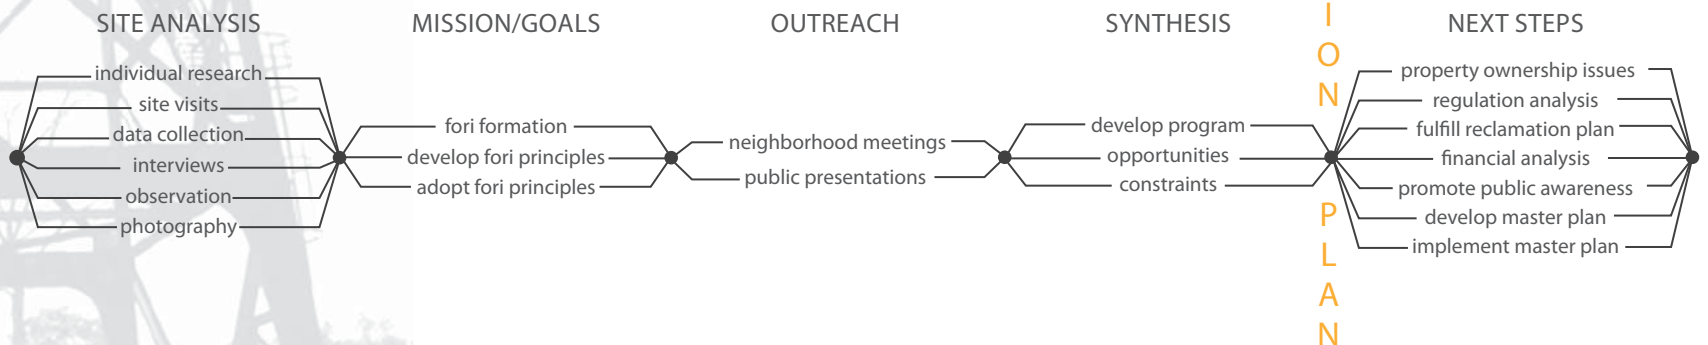 SITE ANALYSIS
individual research
site visits
data collection
interviews
observation
photography
MISSION/GOALS
fori formation
develop fori principles
adopt fori principles
OUTREACH
neighborhood meetings
public presentations
SYNTHESIS
develop program
opportunities
constraints
I
O
N
P
L
A
N
NEXT STEPS
property ownership issues
regulation analysis
fulfill reclamation plan
financial analysis
promote public awareness
develop master plan
implement master plan